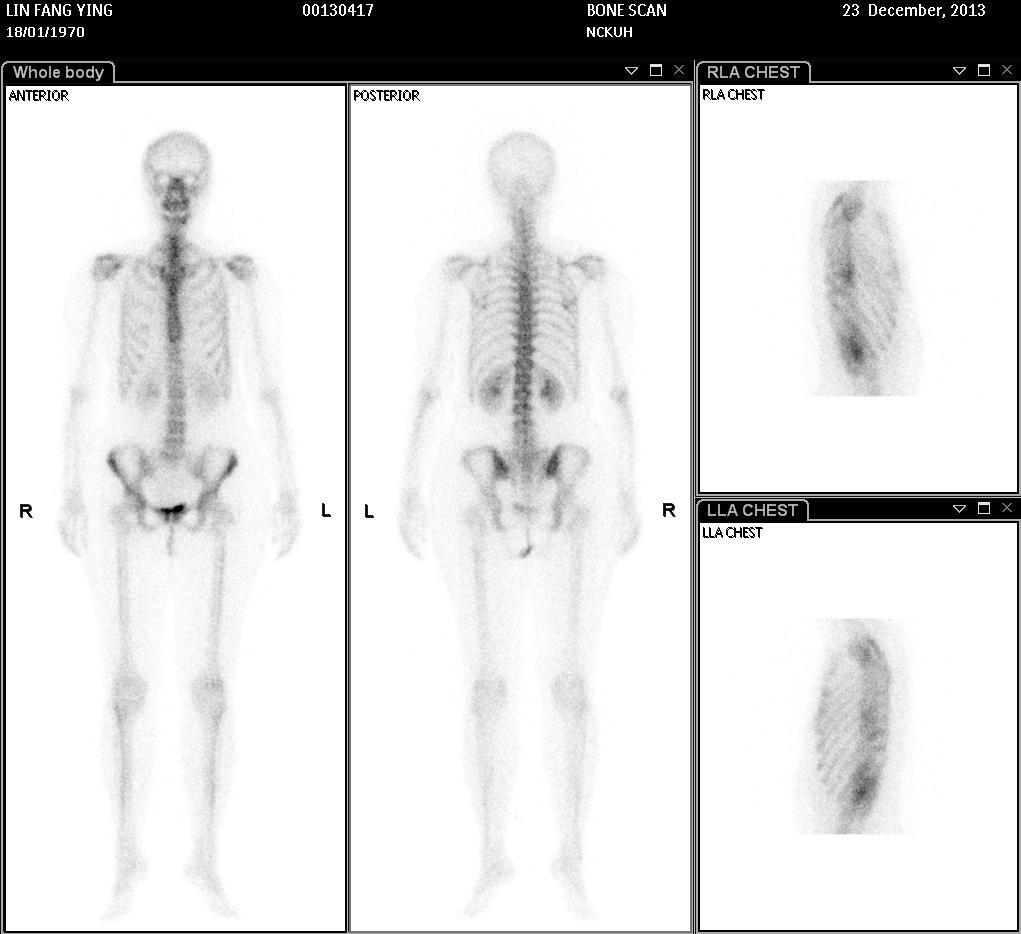 LIN FANG YING 00130417 BONE SCAN 23 December, 2013
18/01/1970 NCKUH
Whole body
ANTERIOR
POSTERIOR
R L
L R
RLA CHEST
RLA CHEST
LLA CHEST
LLA CHEST